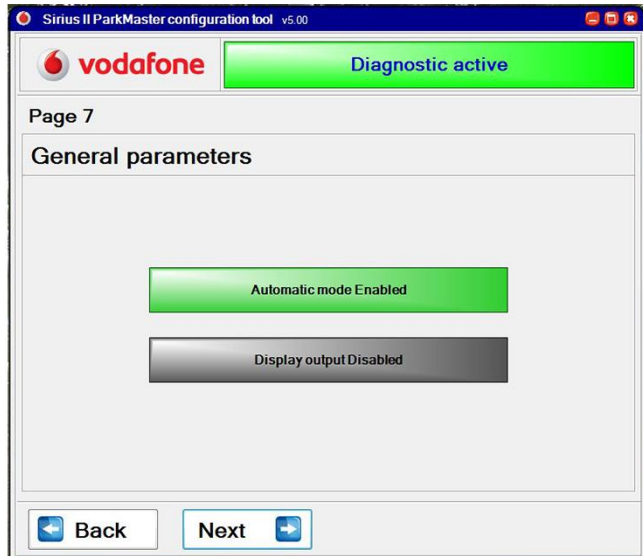 Sirius II ParkMaster configuration tool v5.00
vodafone
Diagnostic active
Page 7
General parameters
Automatic mode Enabled
Display output Disabled
Back
Next